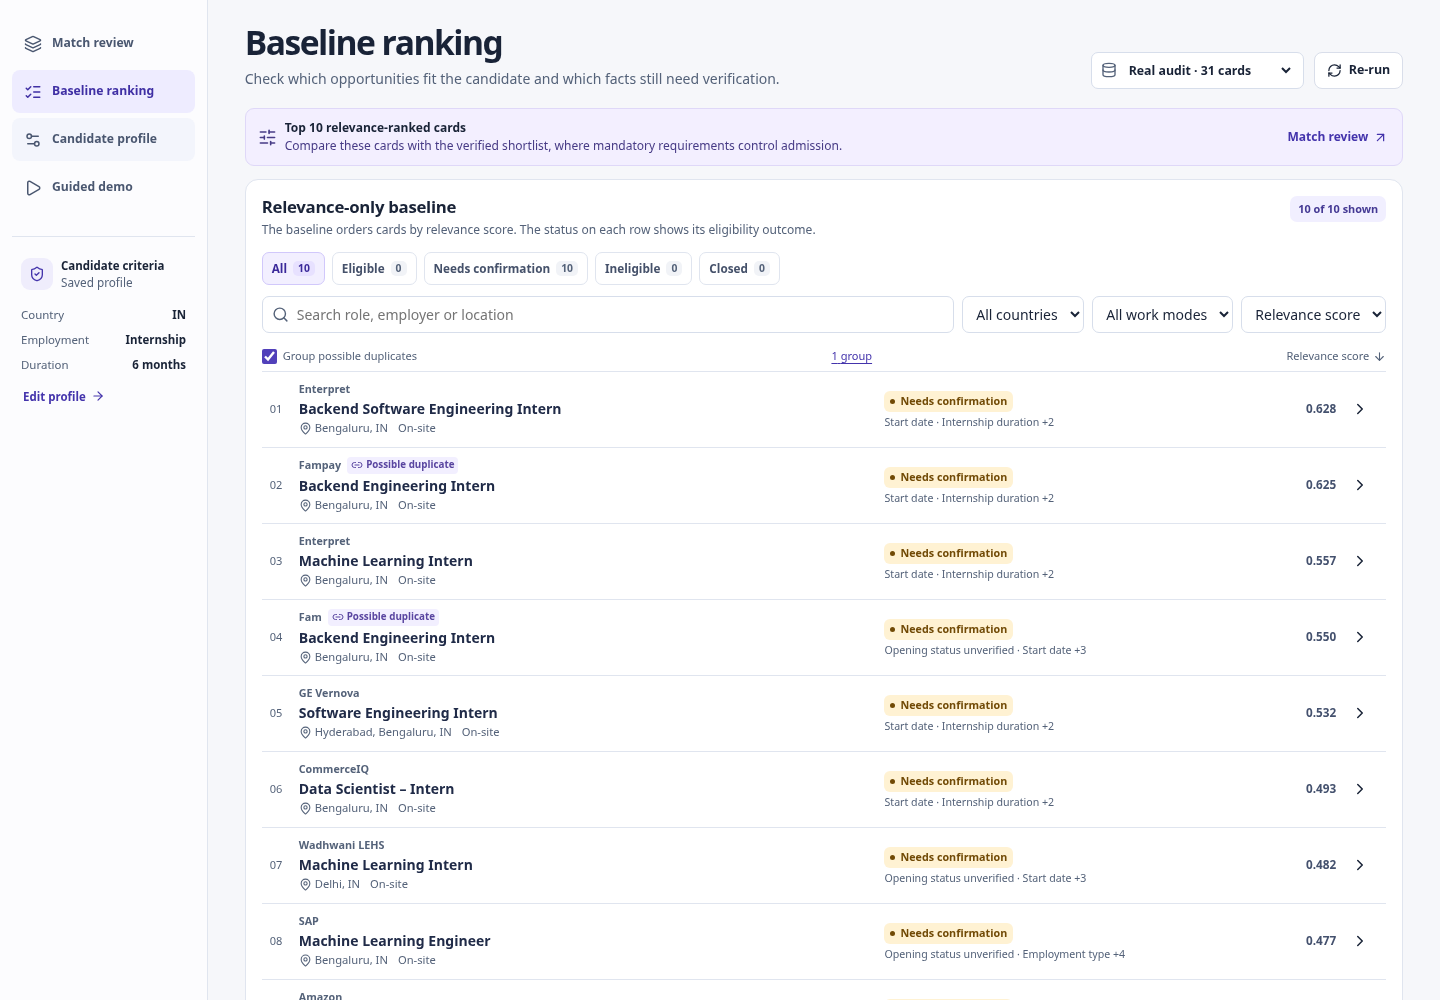 Match review
Baseline ranking
Candidate profile
Guided demo
Candidate criteria
Saved profile
Country IN
Employment Internship
Duration 6 months
Edit profile
Baseline ranking
Check which opportunities fit the candidate and which facts still need verification.
Real audit · 31 cards
Re-run
Top 10 relevance-ranked cards
Compare these cards with the verified shortlist, where mandatory requirements control admission.
Match review
Relevance-only baseline
The baseline orders cards by relevance score. The status on each row shows its eligibility outcome.
10 of 10 shown
All 10 Eligible 0 Needs confirmation 10 Ineligible 0 Closed 0
Search role, employer or location
All countries All work modes Relevance score
Group possible duplicates 1 group Relevance score
01
Enterpret
Backend Software Engineering Intern
Bengaluru, IN On-site
Needs confirmation
Start date · Internship duration +2
0.628
02
Fampay Possible duplicate
Backend Engineering Intern
Bengaluru, IN On-site
Needs confirmation
Start date · Internship duration +2
0.625
03
Enterpret
Machine Learning Intern
Bengaluru, IN On-site
Needs confirmation
Start date · Internship duration +2
0.557
04
Fam Possible duplicate
Backend Engineering Intern
Bengaluru, IN On-site
Needs confirmation
Opening status unverified · Start date +3
0.550
05
GE Vernova
Software Engineering Intern
Hyderabad, Bengaluru, IN On-site
Needs confirmation
Start date · Internship duration +2
0.532
06
CommerceIQ
Data Scientist – Intern
Bengaluru, IN On-site
Needs confirmation
Start date · Internship duration +2
0.493
07
Wadhwani LEHS
Machine Learning Intern
Delhi, IN On-site
Needs confirmation
Opening status unverified · Start date +3
0.482
08
SAP
Machine Learning Engineer
Bengaluru, IN On-site
Needs confirmation
Opening status unverified · Employment type +4
0.477
Amazon